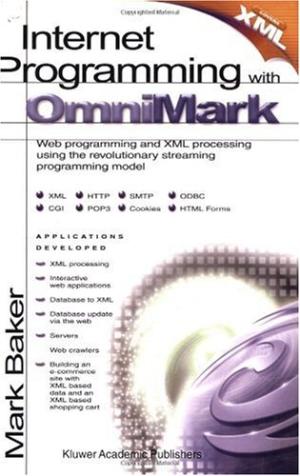 XML
Internet
Programming with
OmniMark
Web programming and XML processing
using the revolutionary streaming
programming model
XML HTTP SMTP ODBC
CGI POP3 Cookies HTML Forms
APPLICATIONS
DEVELOPED
XML processing
Interactive
web applications
Database to XML
Database update
via the web
Servers
Web crawlers
Building an
e-commerce
site with
XML based
data and an
XML based
shopping cart
Mark Baker
Kluwer Academic Publishers